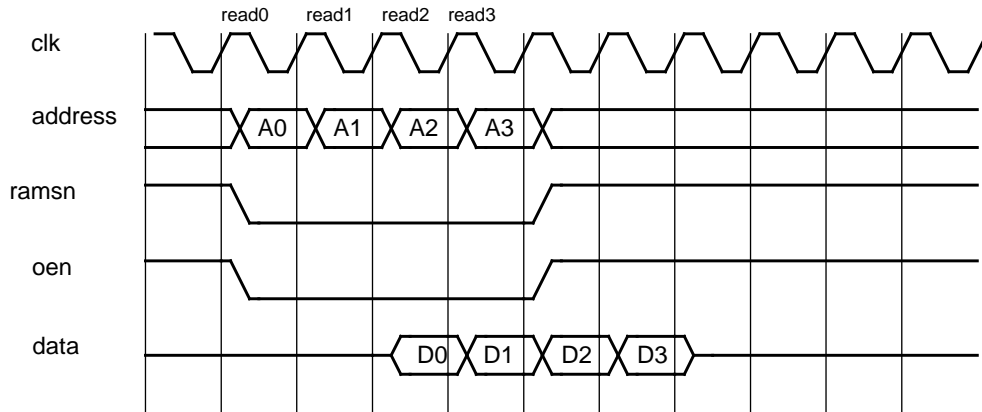 read0 read1 read2 read3
clk
address A0 A1 A2 A3
ramsn
oen
data D0 D1 D2 D3